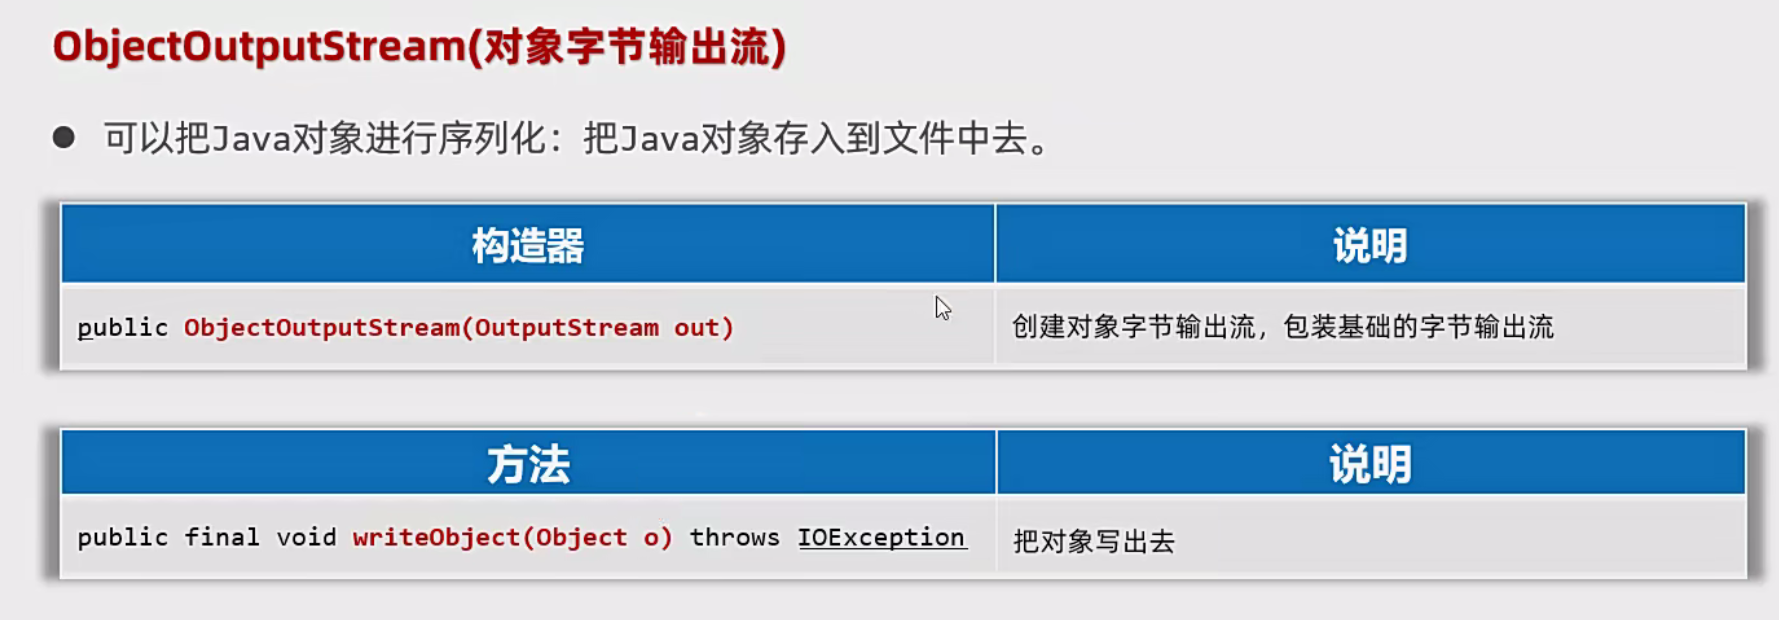 ObjectOutputStream(对象字节输出流)
● 可以把Java对象进行序列化：把Java对象存入到文件中去。
构造器 说明
public ObjectOutputStream(OutputStream out) 创建对象字节输出流，包装基础的字节输出流
方法 说明
public final void writeObject(Object o) throws IOException 把对象写出去